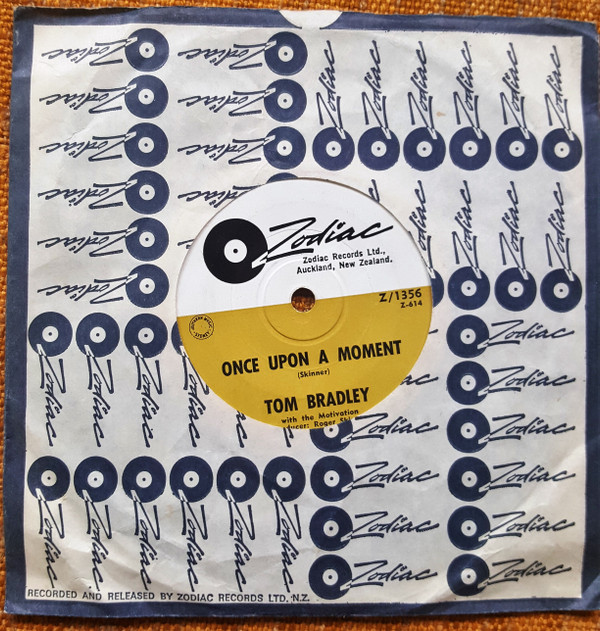 Zodiac
Zodiac Records Ltd.,
Auckland, New Zealand.
Z/1356
Z-614
ONCE UPON A MOMENT
(Skinner)
TOM BRADLEY
with the Motivation
Roger
RECORDED AND RELEASED BY ZODIAC RECORDS LTD. N.Z.